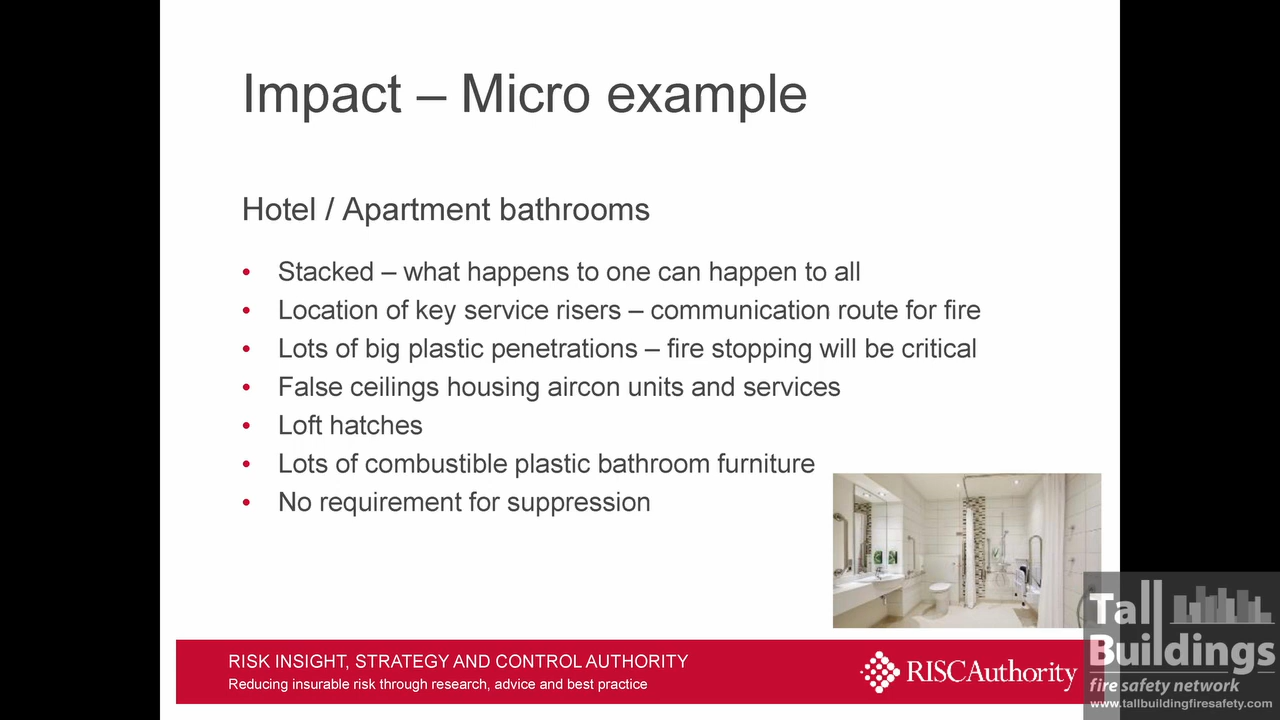 Impact – Micro example
Hotel / Apartment bathrooms
• Stacked – what happens to one can happen to all
• Location of key service risers – communication route for fire
• Lots of big plastic penetrations – fire stopping will be critical
• False ceilings housing aircon units and services
• Loft hatches
• Lots of combustible plastic bathroom furniture
• No requirement for suppression
RISK INSIGHT, STRATEGY AND CONTROL AUTHORITY
Reducing insurable risk through research, advice and best practice
RISCAuthority
Tall
Buildings
fire safety network
www.tallbuildingfiresafety.com